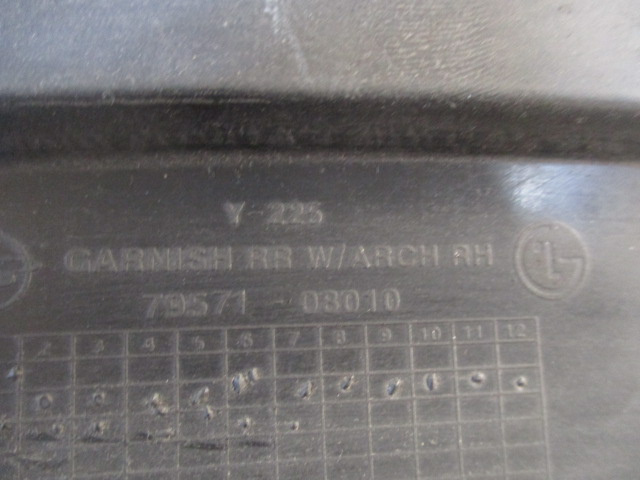 Y-225
GARNISH RR W/ARCH RH
LG
79571-08010
2 3 4 5 6 7 8 9 10 11 12